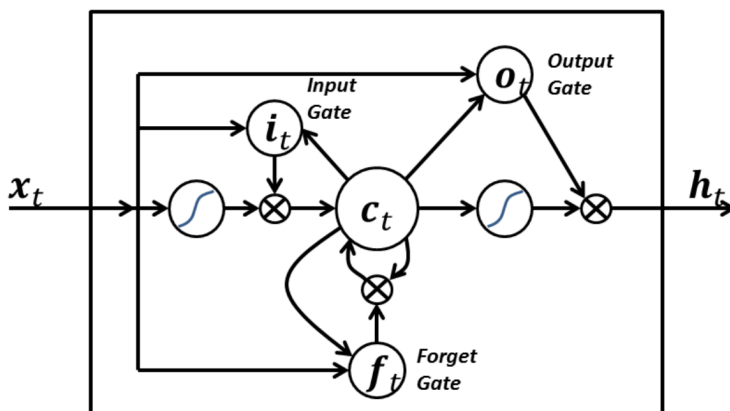 Output
Gate
o_t
Input
Gate
i_t
x_t
c_t
h_t
f_t
Forget
Gate